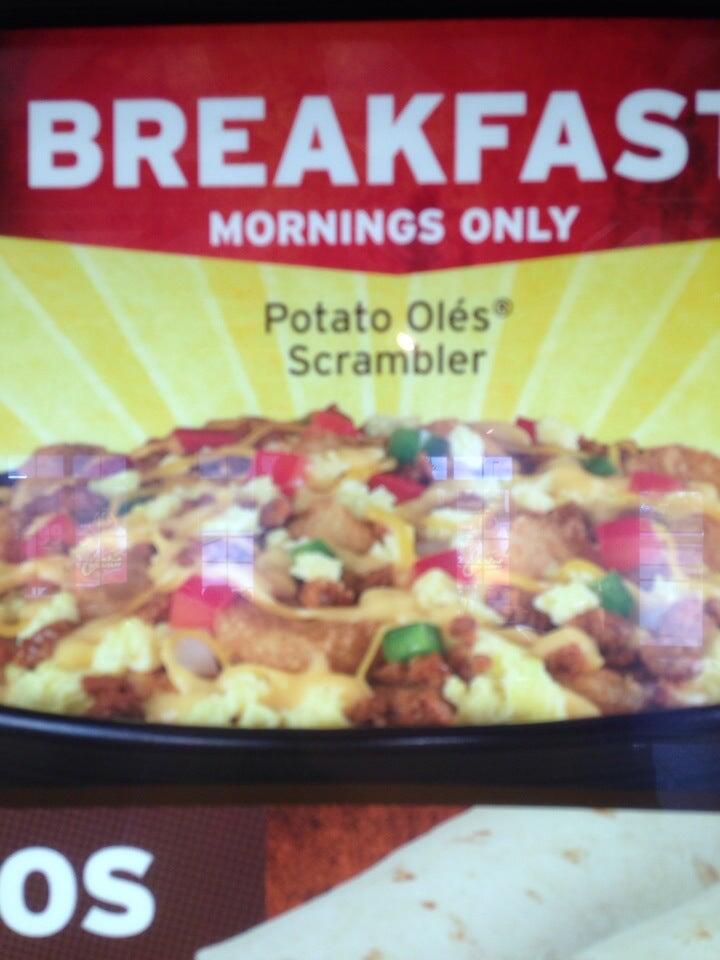 BREAKFAST
MORNINGS ONLY
Potato Olés®
Scrambler
OS